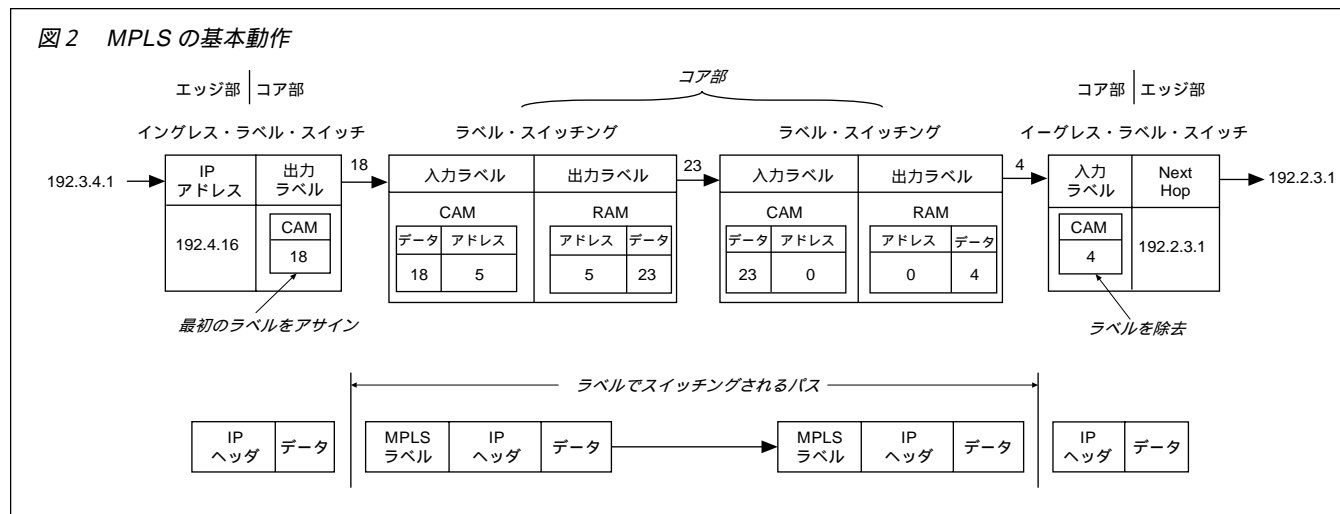 図2 MPLSの基本動作
エッジ部 コア部
コア部
コア部 エッジ部
イングレス・ラベル・スイッチ
ラベル・スイッチング
ラベル・スイッチング
イーグレス・ラベル・スイッチ
192.3.4.1
IP
アドレス
出力
ラベル
192.4.16
CAM
18
最初のラベルをアサイン
18
入力ラベル
出力ラベル
CAM
RAM
データ アドレス
アドレス データ
18 5
5 23
23
入力ラベル
出力ラベル
CAM
RAM
データ アドレス
アドレス データ
23 0
0 4
4
入力
ラベル
Next
Hop
CAM
4
192.2.3.1
192.2.3.1
ラベルを除去
ラベルでスイッチングされるパス
IP
ヘッダ
データ
MPLS
ラベル
IP
ヘッダ
データ
MPLS
ラベル
IP
ヘッダ
データ
IP
ヘッダ
データ